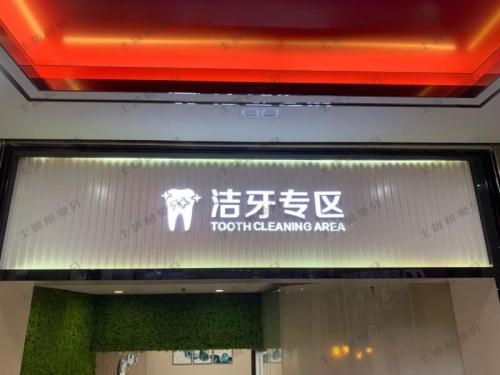 洁牙专区
TOOTH CLEANING AREA